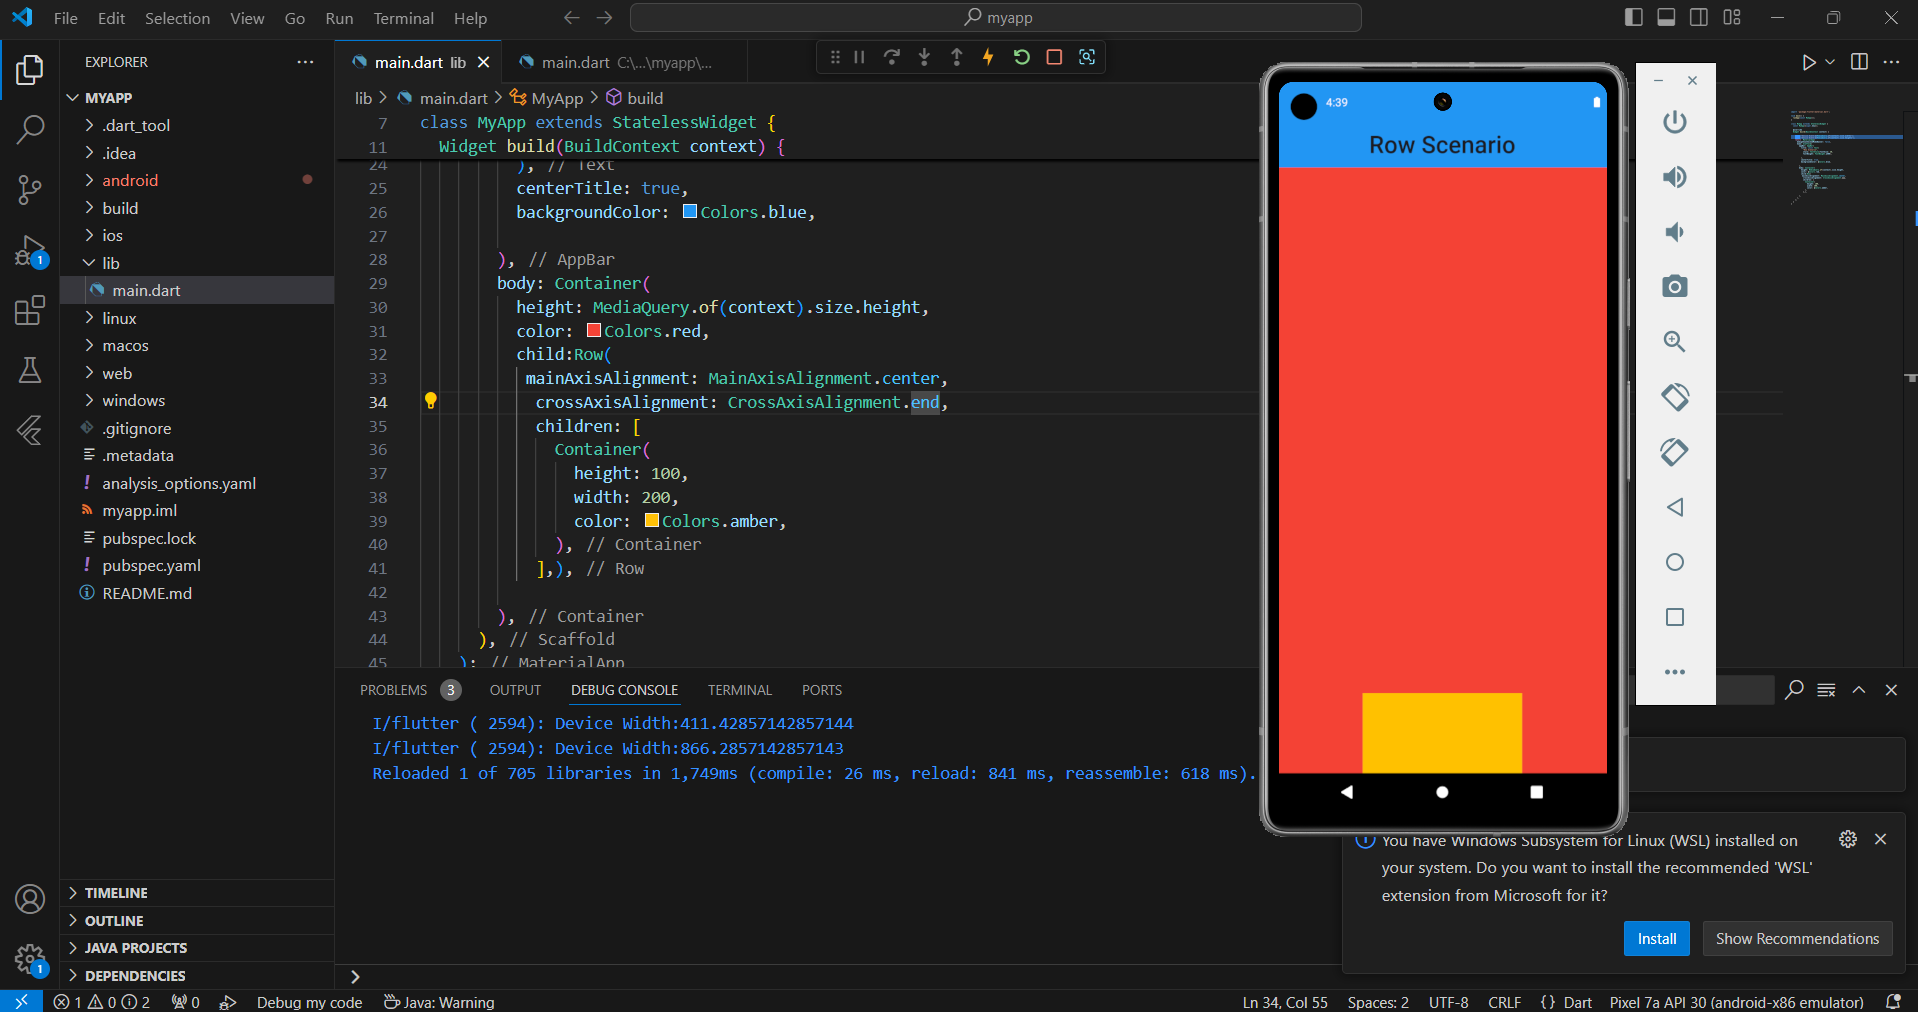 File Edit Selection View Go Run Terminal Help
myapp
EXPLORER
MYAPP
.dart_tool
.idea
android
build
ios
lib
main.dart
linux
macos
web
windows
.gitignore
.metadata
analysis_options.yaml
myapp.iml
pubspec.lock
pubspec.yaml
README.md
TIMELINE
OUTLINE
JAVA PROJECTS
DEPENDENCIES
1
1
main.dart lib
main.dart C:\...\myapp\...
lib > main.dart > MyApp > build
7 class MyApp extends StatelessWidget {
11 Widget build(BuildContext context) {
24 ), // Text
25 centerTitle: true,
26 backgroundColor: Colors.blue,
27
28 ), // AppBar
29 body: Container(
30 height: MediaQuery.of(context).size.height,
31 color: Colors.red,
32 child:Row(
33 mainAxisAlignment: MainAxisAlignment.center,
34 crossAxisAlignment: CrossAxisAlignment.end,
35 children: [
36 Container(
37 height: 100,
38 width: 200,
39 color: Colors.amber,
40 ), // Container
41 ],), // Row
42
43 ), // Container
44 ), // Scaffold
45 ); // MaterialApp
4:39
Row Scenario
PROBLEMS 3 OUTPUT DEBUG CONSOLE TERMINAL PORTS
I/flutter ( 2594): Device Width:411.42857142857144
I/flutter ( 2594): Device Width:866.2857142857143
Reloaded 1 of 705 libraries in 1,749ms (compile: 26 ms, reload: 841 ms, reassemble: 618 ms).
You have Windows Subsystem for Linux (WSL) installed on
your system. Do you want to install the recommended 'WSL'
extension from Microsoft for it?
Install
Show Recommendations
1 0 2 0 Debug my code Java: Warning
Ln 34, Col 55 Spaces: 2 UTF-8 CRLF {} Dart Pixel 7a API 30 (android-x86 emulator)